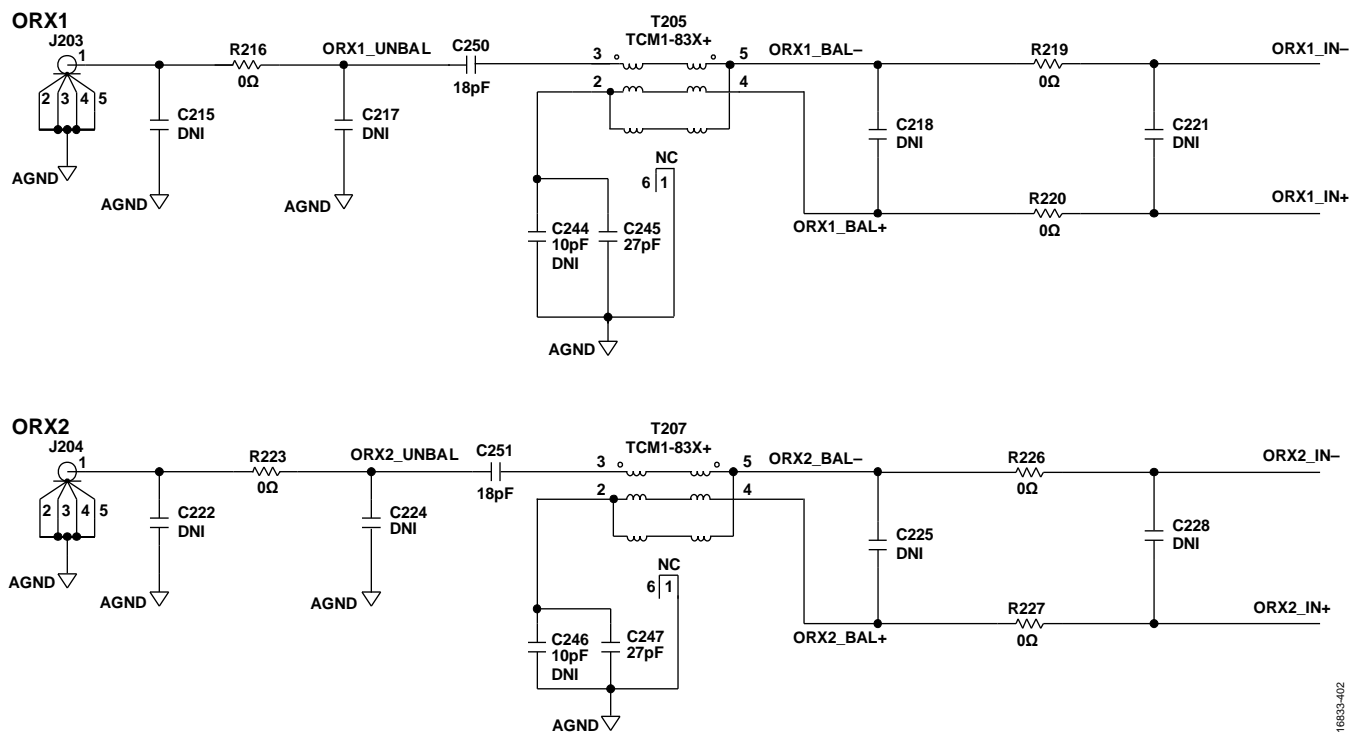 ORX1
J203
1
2 3 4 5
AGND
C215
DNI
AGND
R216
0Ω
ORX1_UNBAL
C217
DNI
AGND
C250
18pF
T205
TCM1-83X+
3
5
2
4
NC
6 1
C244
10pF
DNI
C245
27pF
AGND
ORX1_BAL–
ORX1_BAL+
C218
DNI
R219
0Ω
R220
0Ω
C221
DNI
ORX1_IN–
ORX1_IN+
ORX2
J204
1
2 3 4 5
AGND
C222
DNI
AGND
R223
0Ω
ORX2_UNBAL
C224
DNI
AGND
C251
18pF
T207
TCM1-83X+
3
5
2
4
NC
6 1
C246
10pF
DNI
C247
27pF
AGND
ORX2_BAL–
ORX2_BAL+
C225
DNI
R226
0Ω
R227
0Ω
C228
DNI
ORX2_IN–
ORX2_IN+
16833-402